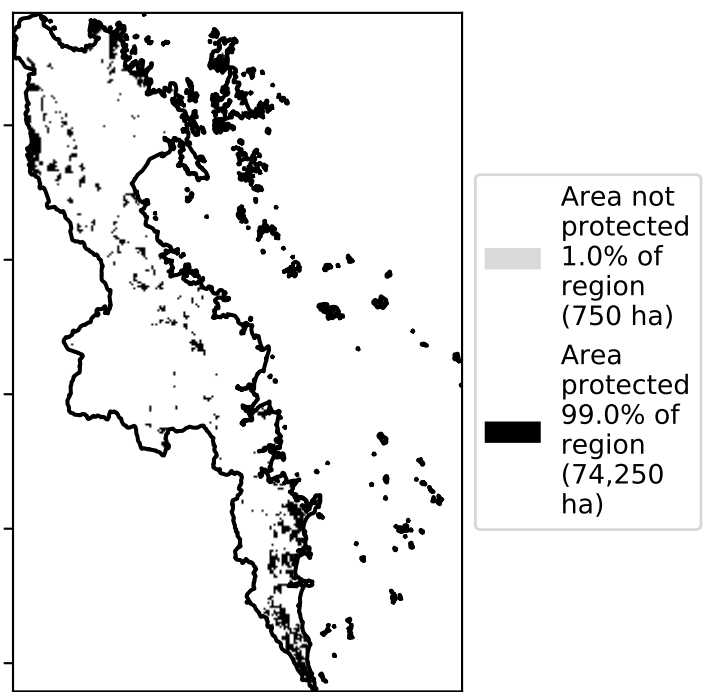 Area not
protected
1.0% of
region
(750 ha)
Area
protected
99.0% of
region
(74,250
ha)